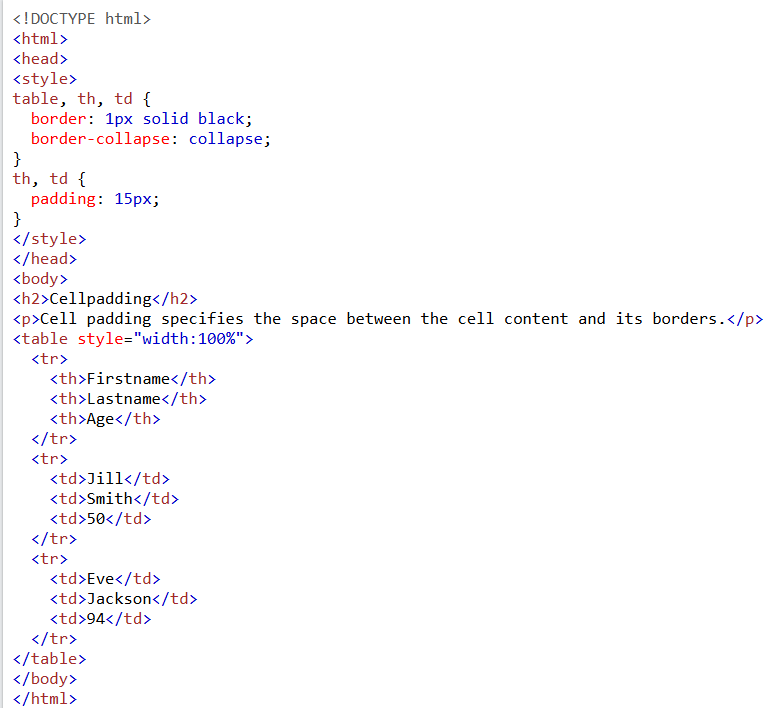 <!DOCTYPE html>
<html>
<head>
<style>
table, th, td {
  border: 1px solid black;
  border-collapse: collapse;
}
th, td {
  padding: 15px;
}
</style>
</head>
<body>
<h2>Cellpadding</h2>
<p>Cell padding specifies the space between the cell content and its borders.</p>
<table style="width:100%">
  <tr>
    <th>Firstname</th>
    <th>Lastname</th>
    <th>Age</th>
  </tr>
  <tr>
    <td>Jill</td>
    <td>Smith</td>
    <td>50</td>
  </tr>
  <tr>
    <td>Eve</td>
    <td>Jackson</td>
    <td>94</td>
  </tr>
</table>
</body>
</html>